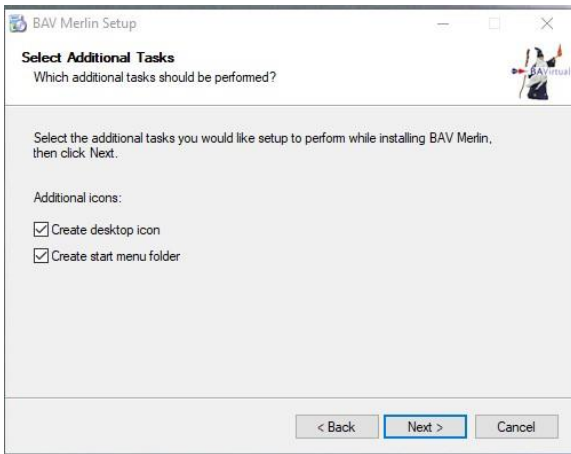 BAV Merlin Setup
Select Additional Tasks
Which additional tasks should be performed?
BAVirtual
Select the additional tasks you would like setup to perform while installing BAV Merlin,
then click Next.
Additional icons:
Create desktop icon
Create start menu folder
< Back
Next >
Cancel